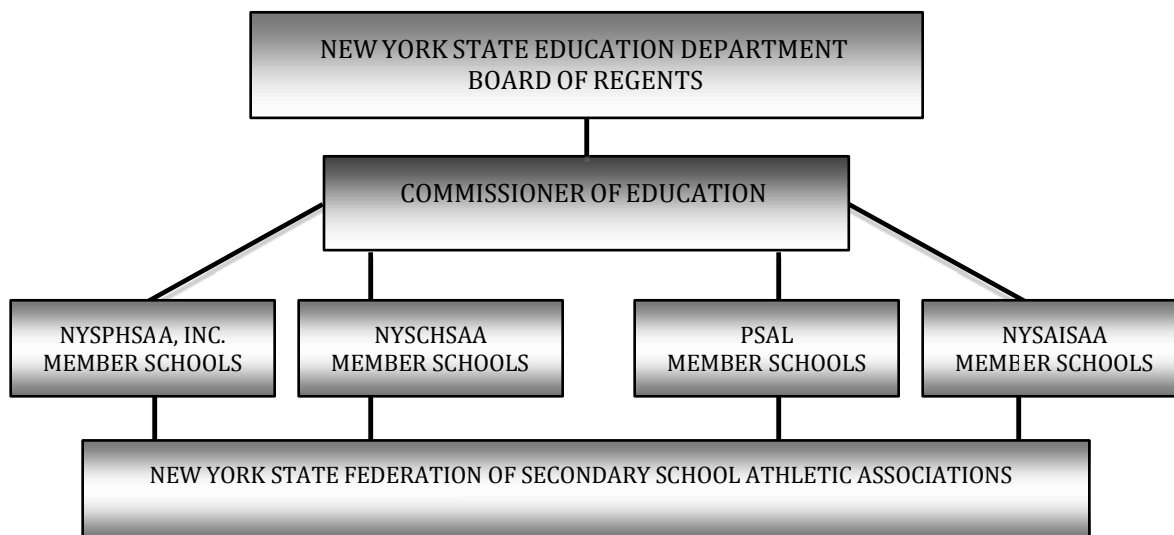 NEW YORK STATE EDUCATION DEPARTMENT
BOARD OF REGENTS
COMMISSIONER OF EDUCATION
NYSPHSAA, INC.
MEMBER SCHOOLS
NYSCHSAA
MEMBER SCHOOLS
PSAL
MEMBER SCHOOLS
NYSAISAA
MEMBER SCHOOLS
NEW YORK STATE FEDERATION OF SECONDARY SCHOOL ATHLETIC ASSOCIATIONS